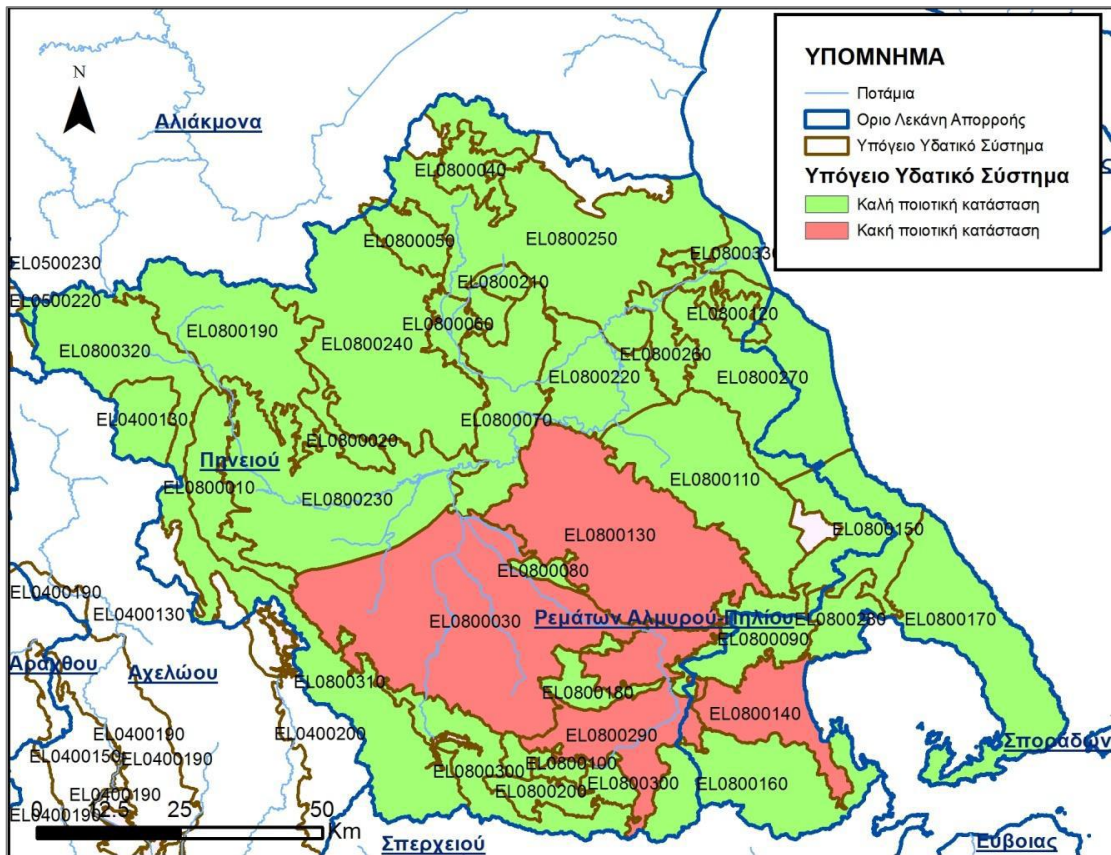 ΥΠΟΜΝΗΜΑ
Ποτάμια
Οριο Λεκάνη Απορροής
Υπόγειο Υδατικό Σύστημα
Υπόγειο Υδατικό Σύστημα
Καλή ποιοτική κατάσταση
Κακή ποιοτική κατάσταση
N
Αλιάκμονα
EL0800040
EL0800050
EL0800250
EL0500230
EL0800330
EL0500220
EL0800210
EL0800190
EL0800060
EL0800120
EL0800320
EL0800240
EL0800260
EL0800220
EL0800270
EL0400130
EL0800070
EL0800020
Πηνειού
EL0800010
EL0800230
EL0800110
EL0800130
EL0800150
EL0800080
EL0400190
EL0400130
EL0800030
Ρεμάτων Αλμυρού-Πηλίου
EL0800280
EL0800170
EL0800090
Αράχθου
Αχελώου
EL0800310
EL0800180
EL0800140
EL0400190
EL0400200
EL0800290
Σποράδων
EL0400150
EL0400190
EL0800300
EL0800100
EL0800200
EL0800300
EL0800160
EL0400190
EL0400190
0 12.5 25 50
Km
Σπερχειού
Εύβοιας